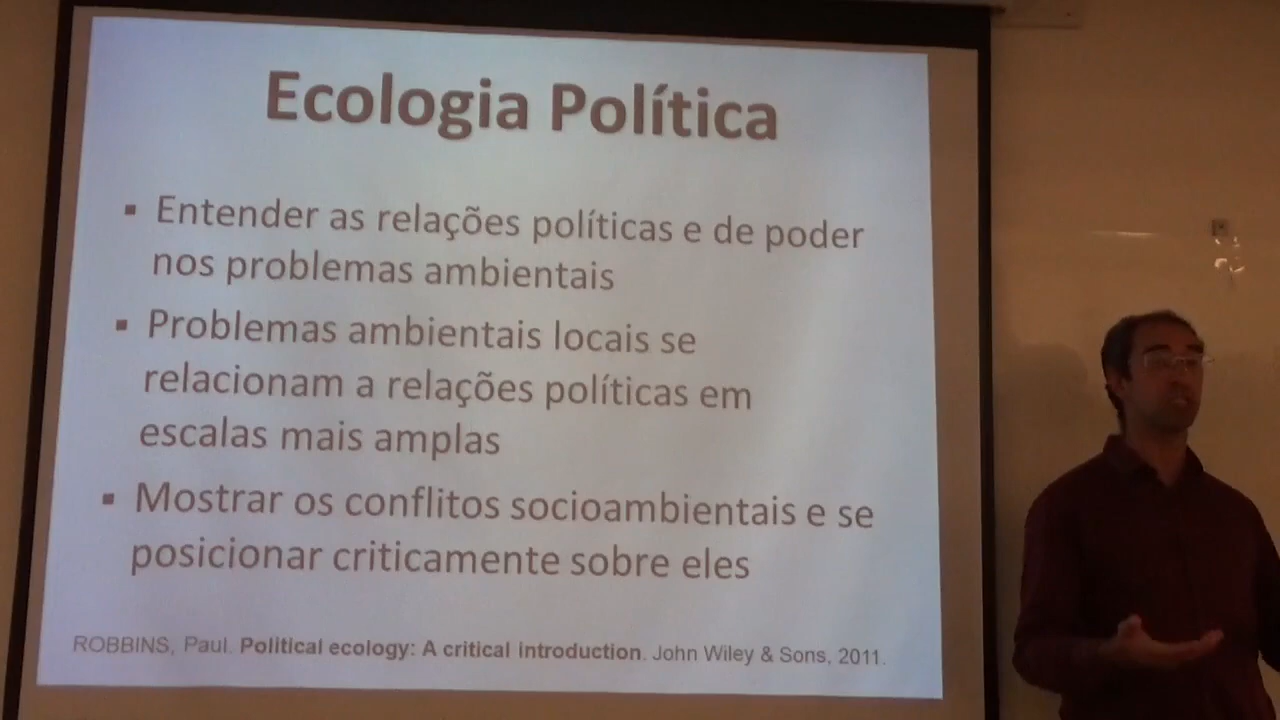 Ecologia Política
▪ Entender as relações políticas e de poder
nos problemas ambientais
▪ Problemas ambientais locais se
relacionam a relações políticas em
escalas mais amplas
▪ Mostrar os conflitos socioambientais e se
posicionar criticamente sobre eles
ROBBINS, Paul. Political ecology: A critical introduction. John Wiley & Sons, 2011.